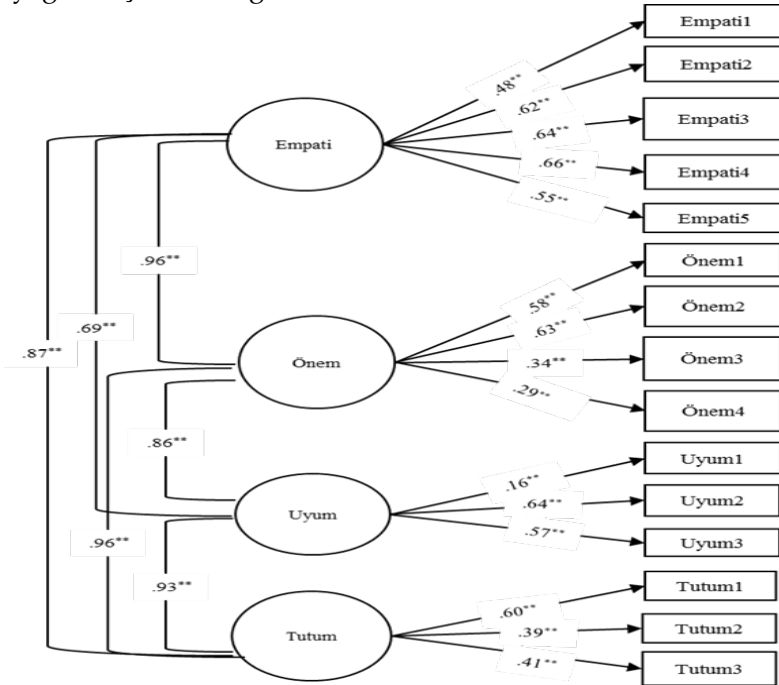 Empati1
.48**
Empati2
.62**
Empati
.64**
Empati3
.66**
Empati4
.55**
Empati5
.96**
Önem1
.58**
Önem2
.69**
.63**
.87**
Önem
.34**
Önem3
.29**
Önem4
.86**
Uyum1
.16**
Uyum2
.64**
Uyum
.57**
Uyum3
.96**
.93**
Tutum1
.60**
Tutum
.39**
Tutum2
.41**
Tutum3